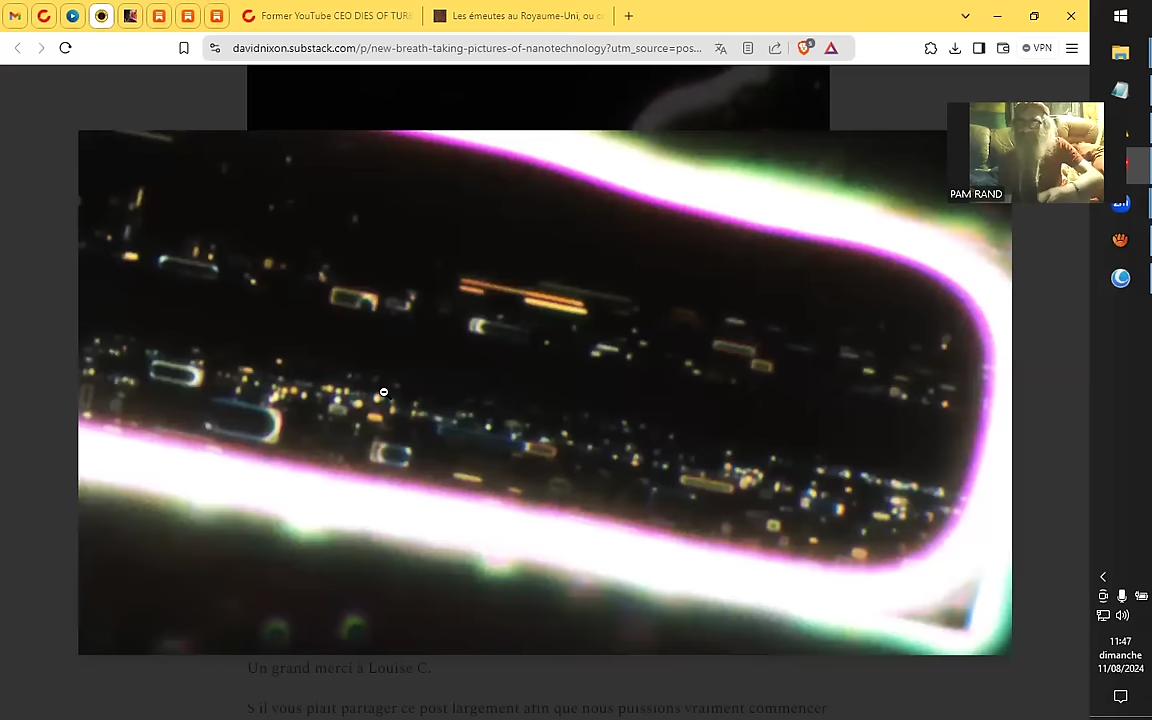 Former YouTube CEO DIES OF TUR
Les émeutes au Royaume-Uni, ou c
davidnixon.substack.com/p/new-breath-taking-pictures-of-nanotechnology?utm_source=pos...
VPN
PAM RAND
Un grand merci à Louise C.
S'il vous plaît partager ce post largement afin que nous puissions vraiment commencer
11:47
dimanche
11/08/2024